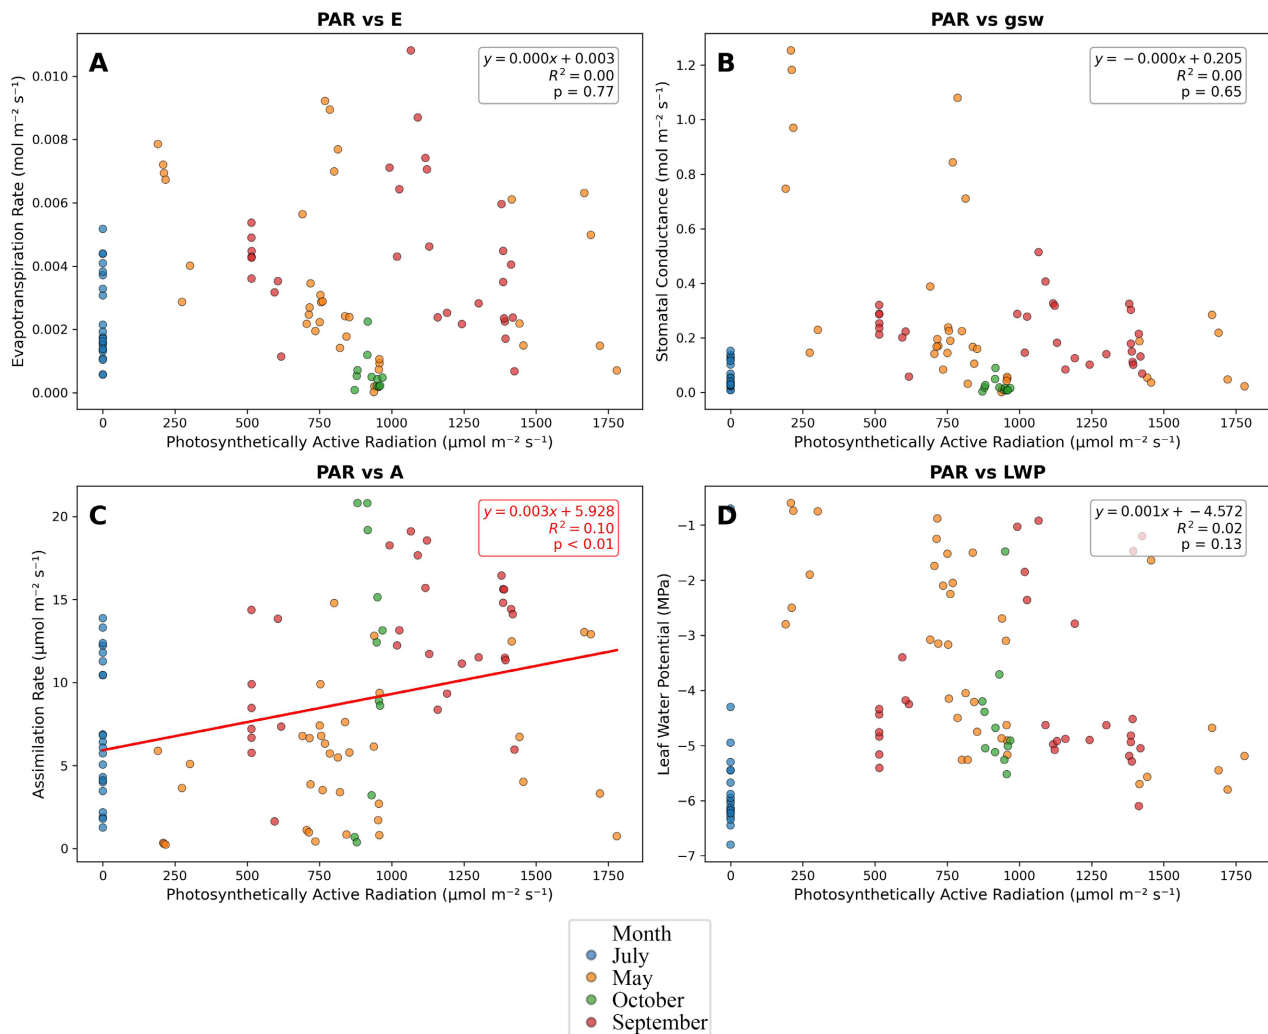 PAR vs E
A
y = 0.000x + 0.003
R² = 0.00
p = 0.77
Evapotranspiration Rate (mol m⁻² s⁻¹)
0.010
0.008
0.006
0.004
0.002
0.000
0 250 500 750 1000 1250 1500 1750
Photosynthetically Active Radiation (µmol m⁻² s⁻¹)
PAR vs gsw
B
y = −0.000x + 0.205
R² = 0.00
p = 0.65
Stomatal Conductance (mol m⁻² s⁻¹)
1.2
1.0
0.8
0.6
0.4
0.2
0.0
0 250 500 750 1000 1250 1500 1750
Photosynthetically Active Radiation (µmol m⁻² s⁻¹)
PAR vs A
C
y = 0.003x + 5.928
R² = 0.10
p < 0.01
Assimilation Rate (µmol m⁻² s⁻¹)
20
15
10
5
0
0 250 500 750 1000 1250 1500 1750
Photosynthetically Active Radiation (µmol m⁻² s⁻¹)
PAR vs LWP
D
y = 0.001x + −4.572
R² = 0.02
p = 0.13
Leaf Water Potential (MPa)
−1
−2
−3
−4
−5
−6
−7
0 250 500 750 1000 1250 1500 1750
Photosynthetically Active Radiation (µmol m⁻² s⁻¹)
Month
July
May
October
September